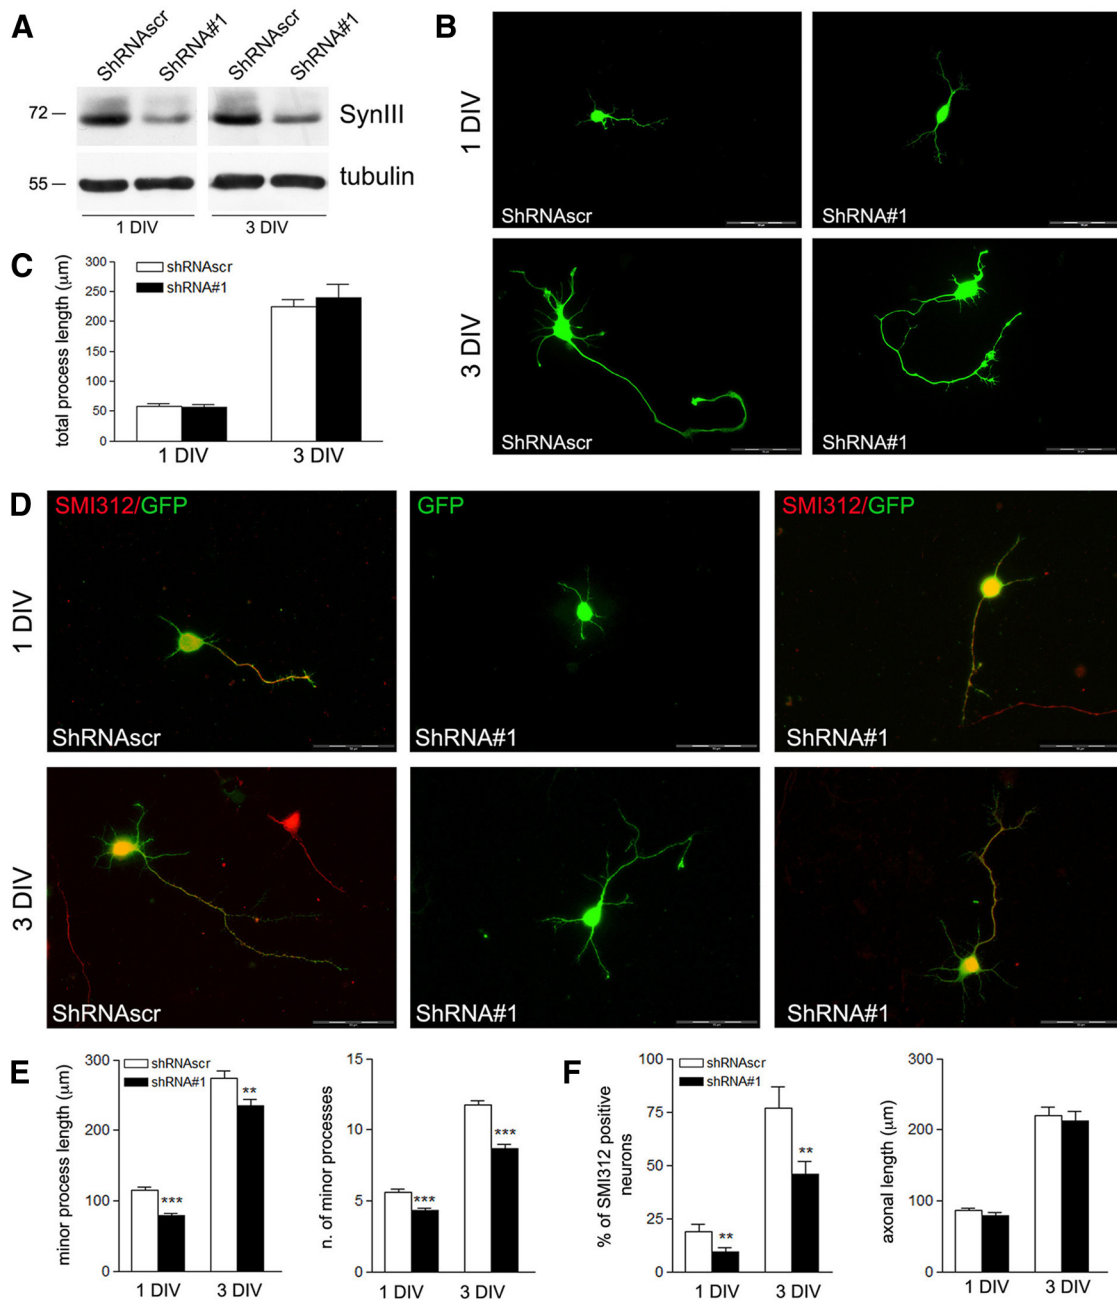 A
ShRNAscr
ShRNA#1
ShRNAscr
ShRNA#1
72
SynIII
55
tubulin
1 DIV
3 DIV
B
1 DIV
ShRNAscr
ShRNA#1
3 DIV
ShRNAscr
ShRNA#1
C
total process length (μm)
300
250
200
150
100
50
0
shRNAscr
shRNA#1
1 DIV
3 DIV
D
1 DIV
SMI312/GFP
ShRNAscr
GFP
ShRNA#1
SMI312/GFP
ShRNA#1
3 DIV
ShRNAscr
ShRNA#1
ShRNA#1
E
minor process length (μm)
300
200
100
0
shRNAscr
shRNA#1
***
**
1 DIV
3 DIV
n. of minor processes
15
10
5
0
***
***
1 DIV
3 DIV
F
% of SMI312 positive
neurons
100
75
50
25
0
shRNAscr
shRNA#1
**
**
1 DIV
3 DIV
axonal length (μm)
300
200
100
0
1 DIV
3 DIV